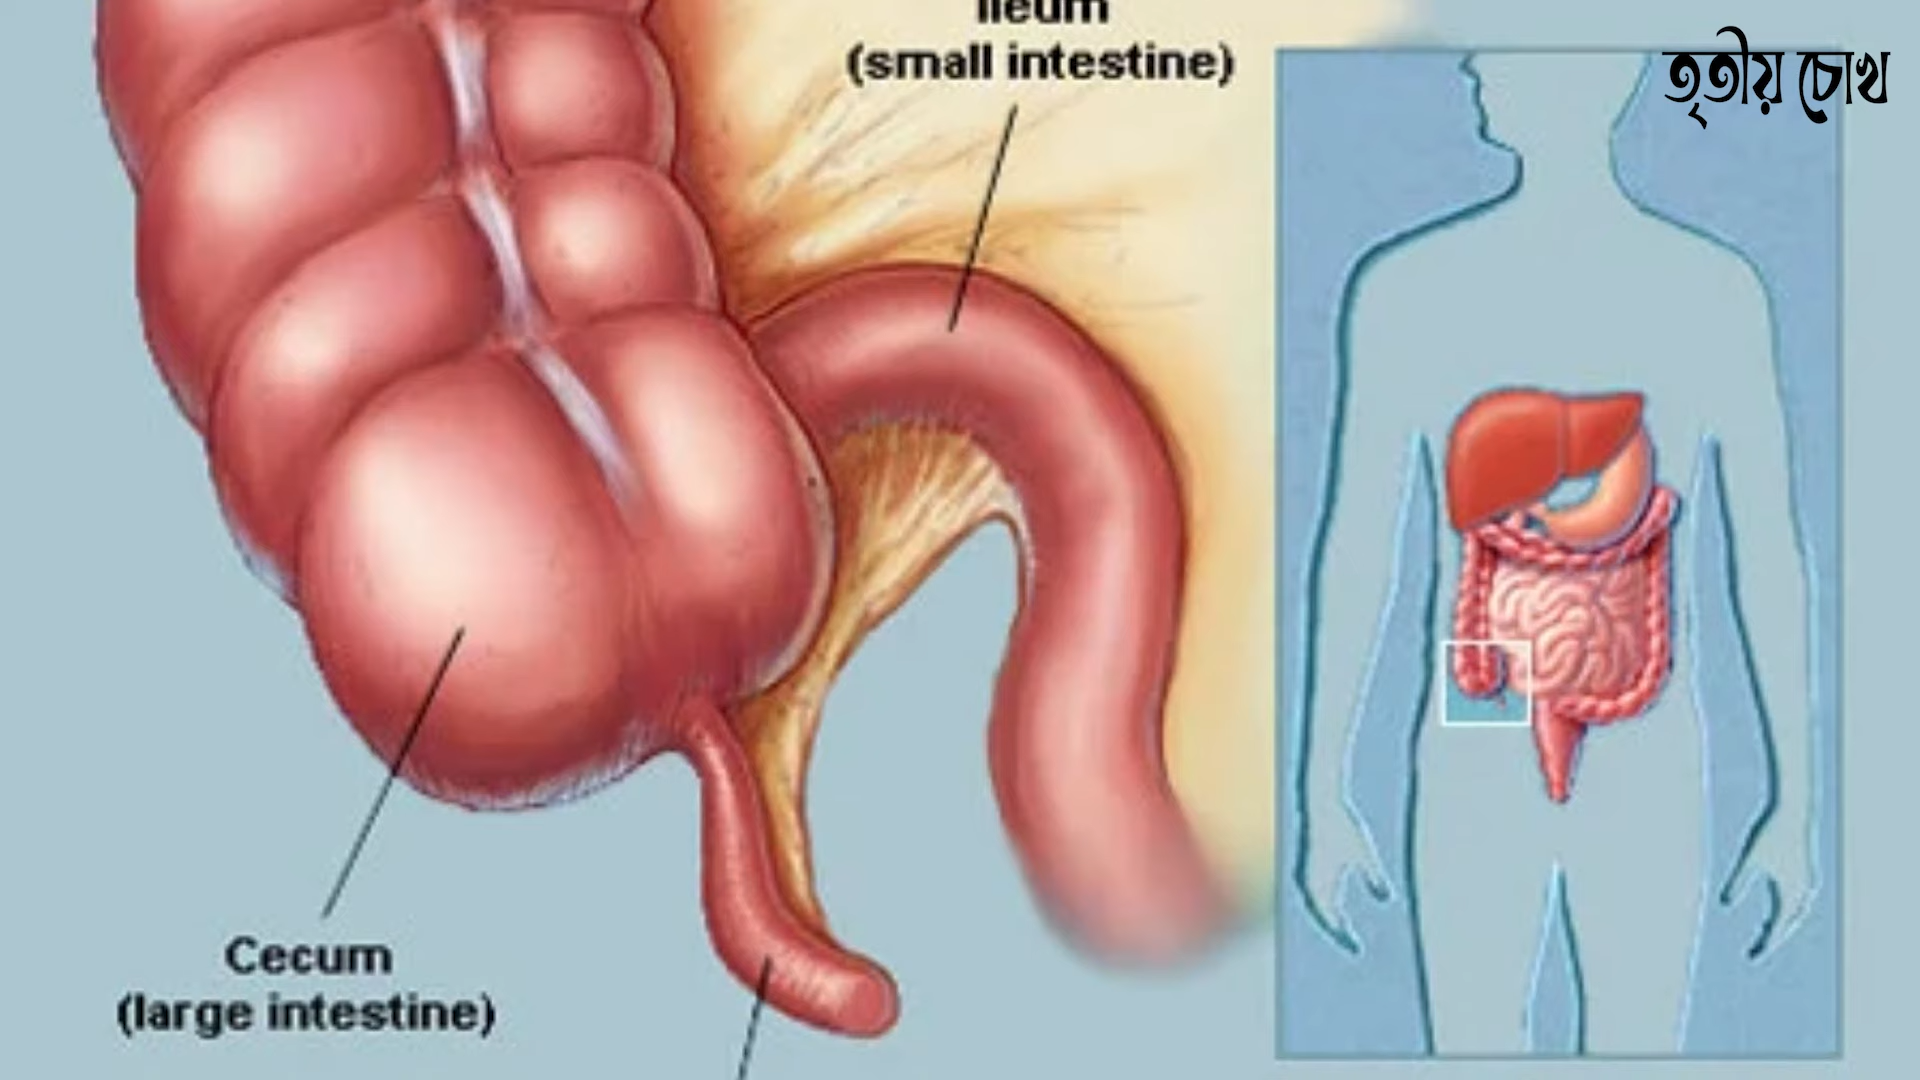 Ileum
(small intestine)
তৃতীয় চোখ
Cecum
(large intestine)